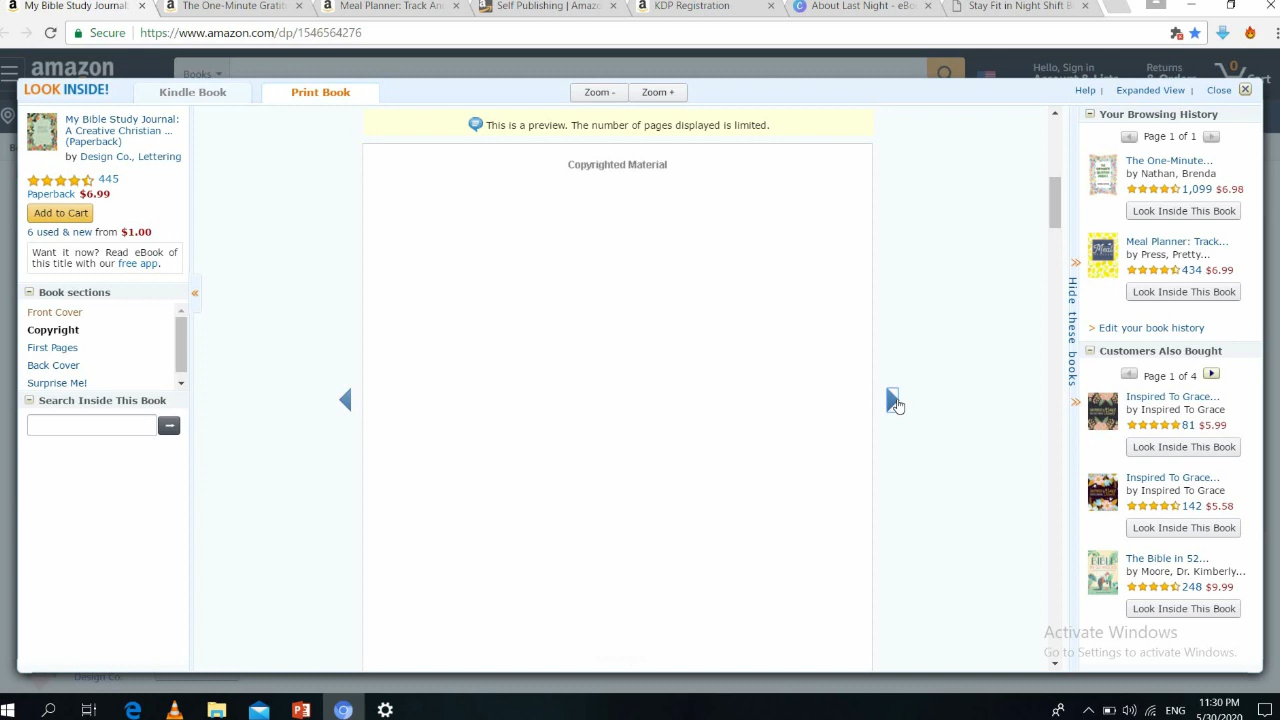 My Bible Study Journal
The One-Minute Gratit
Meal Planner: Track An
Self Publishing | Amazo
KDP Registration
About Last Night - eBo
Stay Fit in Night Shift B
Secure
https://www.amazon.com/dp/1546564276
amazon
Books
Hello, Sign in
Returns
0
Cart
LOOK INSIDE!
Kindle Book
Print Book
Zoom -
Zoom +
Help |
Expanded View |
Close
My Bible Study Journal:
A Creative Christian ...
(Paperback)
by Design Co., Lettering
445
Paperback $6.99
Add to Cart
6 used & new from $1.00
Want it now? Read eBook of
this title with our free app.
Book sections
Front Cover
Copyright
First Pages
Back Cover
Surprise Me!
Search Inside This Book
This is a preview. The number of pages displayed is limited.
Copyrighted Material
Hide these books
Your Browsing History
Page 1 of 1
The One-Minute...
by Nathan, Brenda
1,099 $6.98
Look Inside This Book
Meal Planner: Track...
by Press, Pretty...
434 $6.99
Look Inside This Book
> Edit your book history
Customers Also Bought
Page 1 of 4
Inspired To Grace...
by Inspired To Grace
81 $5.99
Look Inside This Book
Inspired To Grace...
by Inspired To Grace
142 $5.58
Look Inside This Book
The Bible in 52...
by Moore, Dr. Kimberly...
248 $9.99
Look Inside This Book
Activate Windows
Go to Settings to activate Windows.
Design Co.
ENG
11:30 PM
5/30/2020